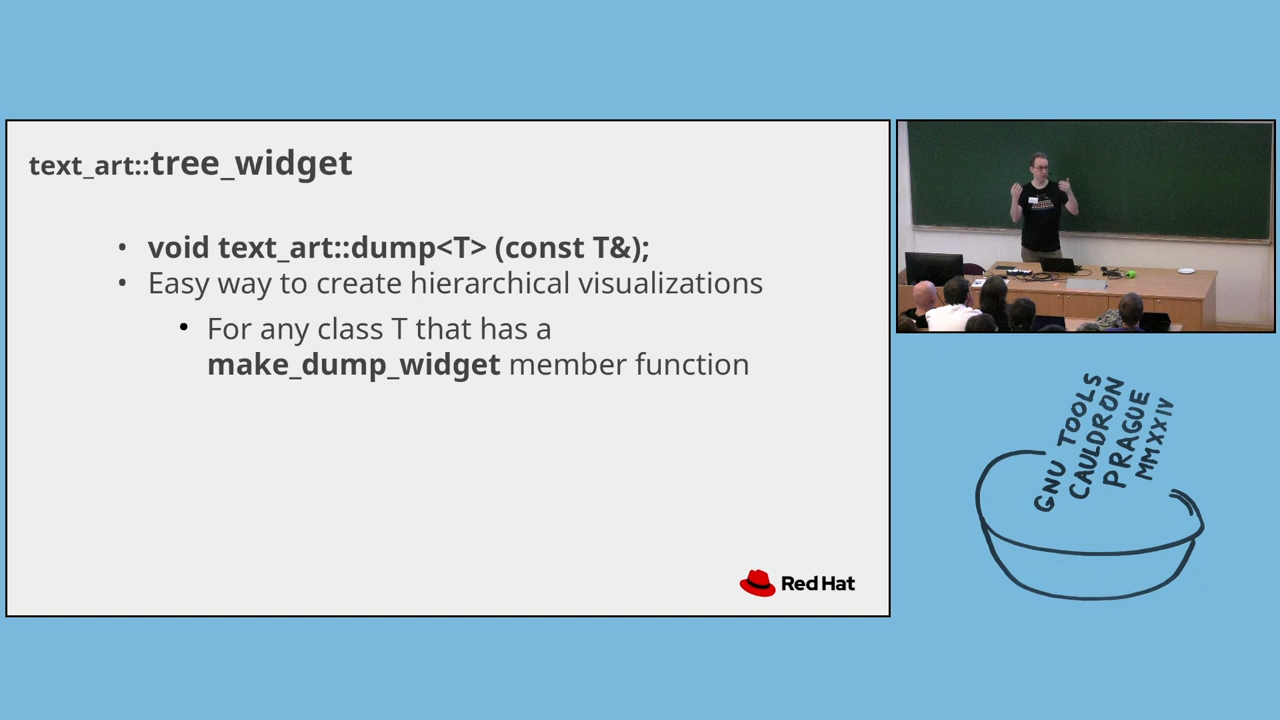 text_art::tree_widget
• void text_art::dump<T> (const T&);
• Easy way to create hierarchical visualizations
• For any class T that has a
make_dump_widget member function
Red Hat
GNU TOOLS
CAULDRON
PRAGUE
MMXXIV